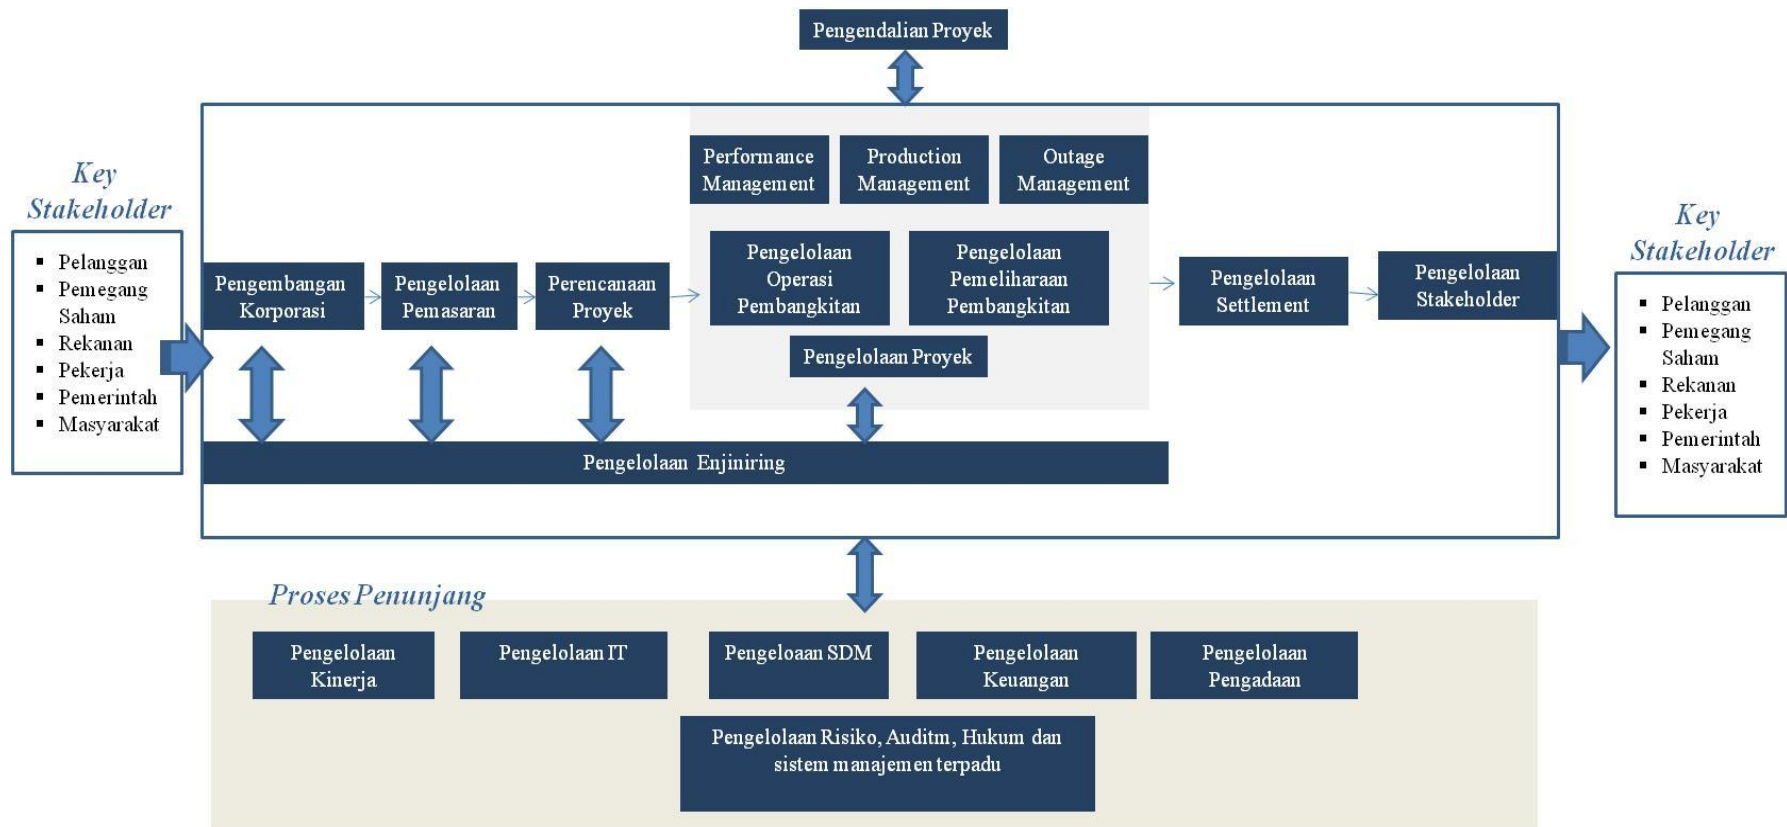 Pengendalian Proyek
Key
Stakeholder
▪ Pelanggan
▪ Pemegang
Saham
▪ Rekanan
▪ Pekerja
▪ Pemerintah
▪ Masyarakat
Performance
Management
Production
Management
Outage
Management
Pengembangan
Korporasi
Pengelolaan
Pemasaran
Perencanaan
Proyek
Pengelolaan
Operasi
Pembangkitan
Pengelolaan
Pemeliharaan
Pembangkitan
Pengelolaan Proyek
Pengelolaan
Settlement
Pengelolaan
Stakeholder
Pengelolaan Enjiniring
Key
Stakeholder
▪ Pelanggan
▪ Pemegang
Saham
▪ Rekanan
▪ Pekerja
▪ Pemerintah
▪ Masyarakat
Proses Penunjang
Pengelolaan
Kinerja
Pengelolaan IT
Pengeloaan SDM
Pengelolaan
Keuangan
Pengelolaan
Pengadaan
Pengelolaan Risiko, Auditm, Hukum dan
sistem manajemen terpadu